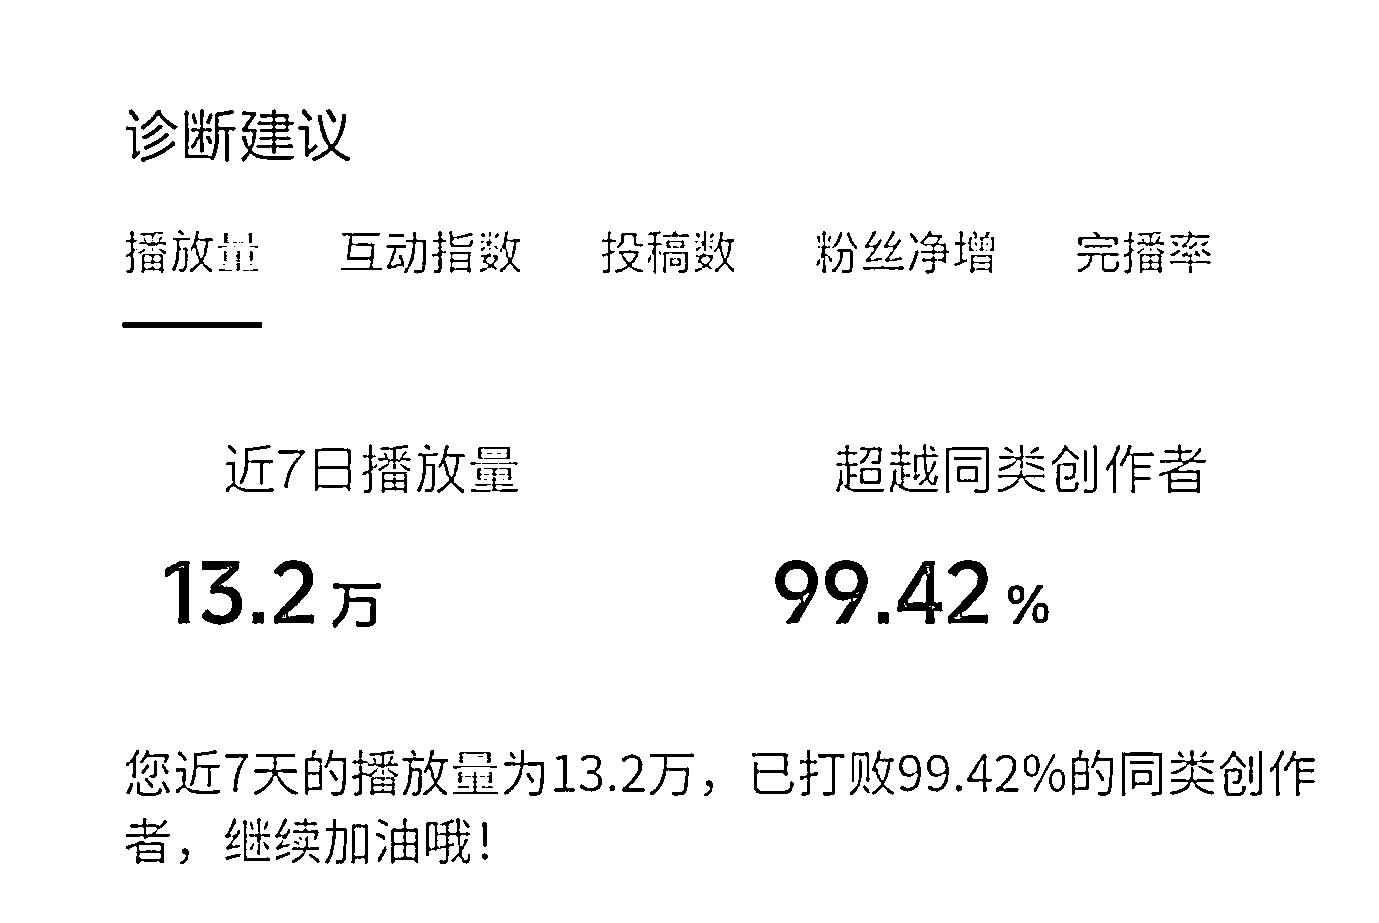 诊断建议
播放量 互动指数 投稿数 粉丝净增 完播率
近7日播放量 超越同类创作者
13.2万 99.42%
您近7天的播放量为13.2万，已打败99.42%的同类创作
者，继续加油哦！